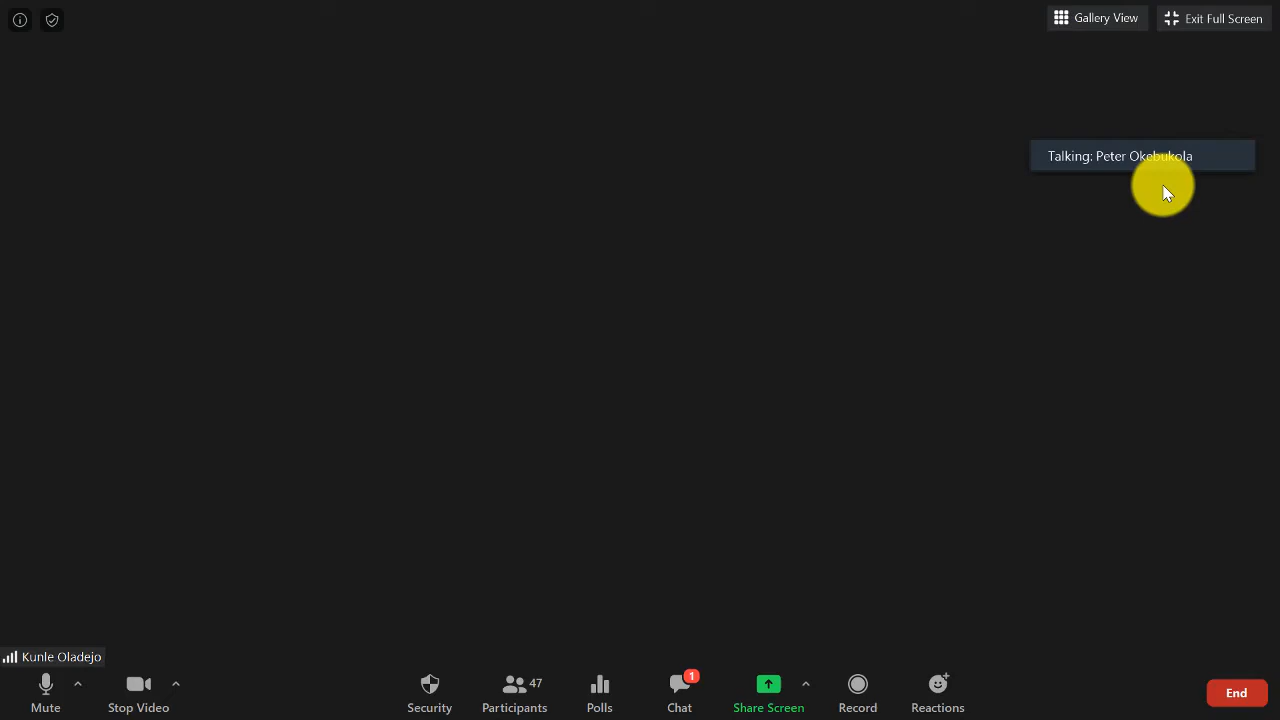 Gallery View
Exit Full Screen
Talking: Peter Okebukola
Kunle Oladejo
Mute
Stop Video
Security
47
Participants
Polls
1
Chat
Share Screen
Record
Reactions
End